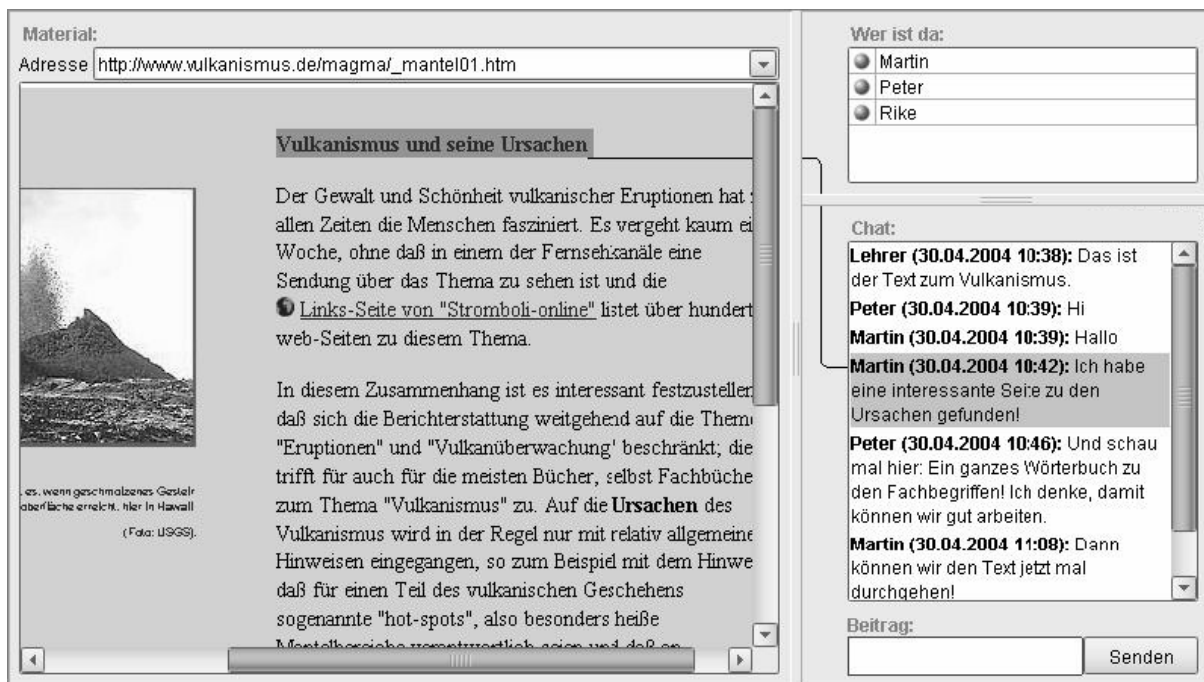 Material:
Adresse http://www.vulkanismus.de/magma/_mantel01.htm
Vulkanismus und seine Ursachen
Der Gewalt und Schönheit vulkanischer Eruptionen hat
allen Zeiten die Menschen fasziniert. Es vergeht kaum ei
Woche, ohne daß in einem der Fernsehkanäle eine
Sendung über das Thema zu sehen ist und die
Links-Seite von "Stromboli-online" listet über hundert
web-Seiten zu diesem Thema.
In diesem Zusammenhang ist es interessant festzustellen
daß sich die Berichterstattung weitgehend auf die Theme
"Eruptionen" und "Vulkanüberwachung" beschränkt; die
trifft für auch für die meisten Bücher, selbst Fachbüche
zum Thema "Vulkanismus" zu. Auf die Ursachen des
Vulkanismus wird in der Regel nur mit relativ allgemeine
Hinweisen eingegangen, so zum Beispiel mit dem Hinwe
daß für einen Teil des vulkanischen Geschehens
sogenannte "hot-spots", also besonders heiße
Mantelbereiche verantwortlich seien und daß an
es, wenn geschmolzenes Gestein
oberfläche erreicht, hier in Hawaii
(Foto: USGS).
Wer ist da:
Martin
Peter
Rike
Chat:
Lehrer (30.04.2004 10:38): Das ist
der Text zum Vulkanismus.
Peter (30.04.2004 10:39): Hi
Martin (30.04.2004 10:39): Hallo
Martin (30.04.2004 10:42): Ich habe
eine interessante Seite zu den
Ursachen gefunden!
Peter (30.04.2004 10:46): Und schau
mal hier: Ein ganzes Wörterbuch zu
den Fachbegriffen! Ich denke, damit
können wir gut arbeiten.
Martin (30.04.2004 11:08): Dann
können wir den Text jetzt mal
durchgehen!
Beitrag:
Senden